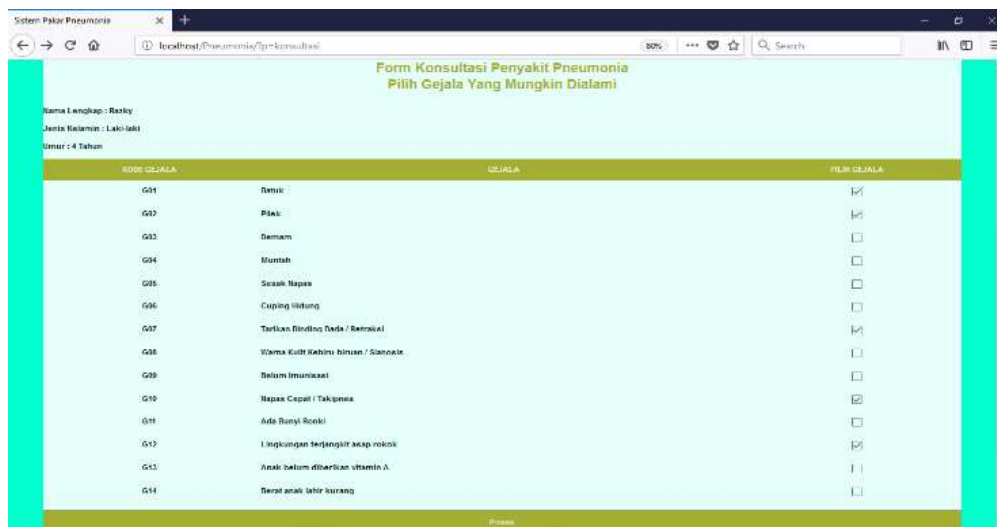 Sistem Pakar Pneumonia
localhost/Pneumonia/?p=konsultasi
80%
Search
Form Konsultasi Penyakit Pneumonia
Pilih Gejala Yang Mungkin Dialami
Nama Lengkap : Razky
Jenis Kelamin : Laki-laki
Umur : 4 Tahun
KODE GEJALA GEJALA PILIH GEJALA
G01 Batuk
G02 Pilek
G03 Demam
G04 Muntah
G05 Sesak Napas
G06 Cuping Hidung
G07 Tarikan Dinding Dada / Retraksi
G08 Warna Kulit Kebiru-biruan / Sianosis
G09 Belum Imunisasi
G10 Napas Cepat / Takipnea
G11 Ada Bunyi Ronki
G12 Lingkungan terjangkit asap rokok
G13 Anak belum diberikan vitamin A
G14 Berat anak lahir kurang
Proses